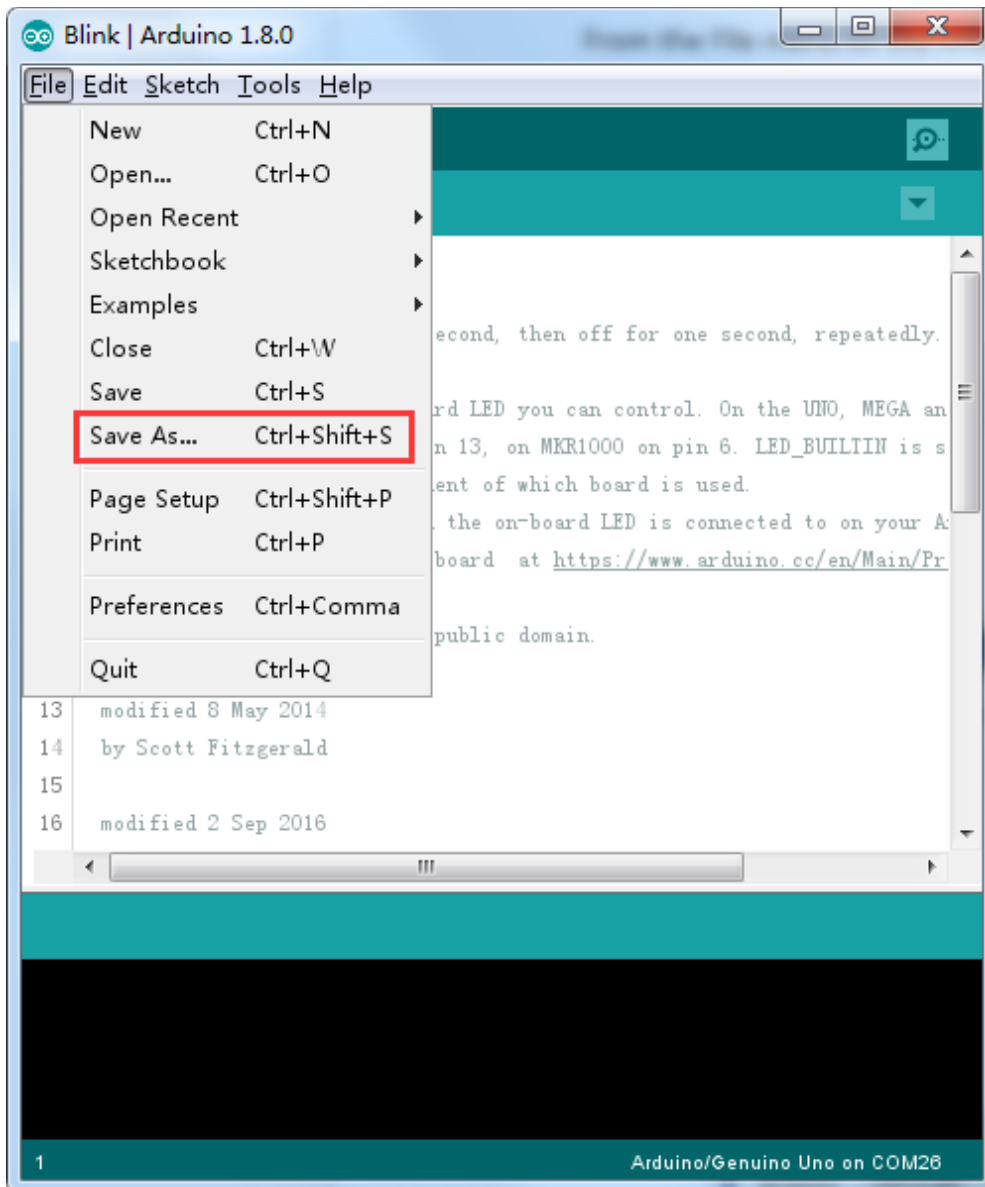 Blink | Arduino 1.8.0
File Edit Sketch Tools Help
New Ctrl+N
Open... Ctrl+O
Open Recent
Sketchbook
Examples
Close Ctrl+W
Save Ctrl+S
Save As... Ctrl+Shift+S
Page Setup Ctrl+Shift+P
Print Ctrl+P
Preferences Ctrl+Comma
Quit Ctrl+Q
econd, then off for one second, repeatedly.
rd LED you can control. On the UNO, MEGA an
n 13, on MKR1000 on pin 6. LED_BUILTIN is s
ent of which board is used.
the on-board LED is connected to on your A
board at https://www.arduino.cc/en/Main/Pr
public domain.
13 modified 8 May 2014
14 by Scott Fitzgerald
15
16 modified 2 Sep 2016
1 Arduino/Genuino Uno on COM26